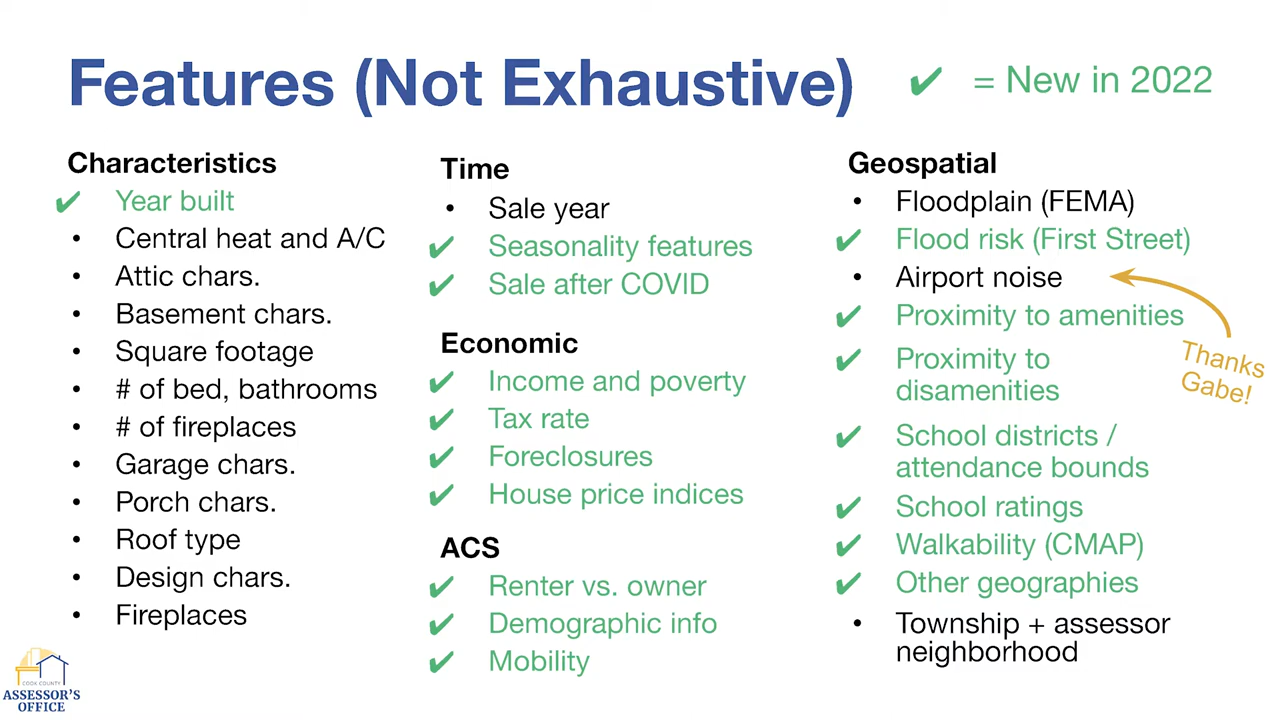 Features (Not Exhaustive)
✔ = New in 2022
Characteristics
✔ Year built
• Central heat and A/C
• Attic chars.
• Basement chars.
• Square footage
• # of bed, bathrooms
• # of fireplaces
• Garage chars.
• Porch chars.
• Roof type
• Design chars.
• Fireplaces
Time
• Sale year
✔ Seasonality features
✔ Sale after COVID
Economic
✔ Income and poverty
✔ Tax rate
✔ Foreclosures
✔ House price indices
ACS
✔ Renter vs. owner
✔ Demographic info
✔ Mobility
Geospatial
• Floodplain (FEMA)
✔ Flood risk (First Street)
• Airport noise
✔ Proximity to amenities
✔ Proximity to
disamenities
✔ School districts /
attendance bounds
✔ School ratings
✔ Walkability (CMAP)
✔ Other geographies
• Township + assessor
neighborhood
Thanks
Gabe!
COOK COUNTY
ASSESSOR'S
OFFICE